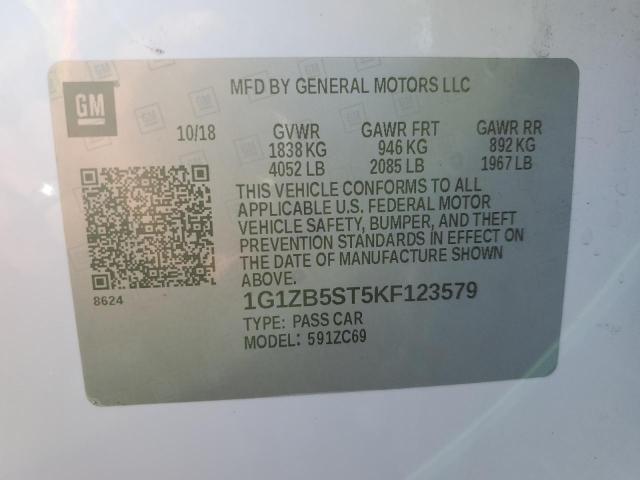 GM
MFD BY GENERAL MOTORS LLC
10/18 GVWR GAWR FRT GAWR RR
1838 KG 946 KG 892 KG
4052 LB 2085 LB 1967 LB
THIS VEHICLE CONFORMS TO ALL
APPLICABLE U.S. FEDERAL MOTOR
VEHICLE SAFETY, BUMPER, AND THEFT
PREVENTION STANDARDS IN EFFECT ON
THE DATE OF MANUFACTURE SHOWN
ABOVE.
8624
1G1ZB5ST5KF123579
TYPE: PASS CAR
MODEL: 591ZC69